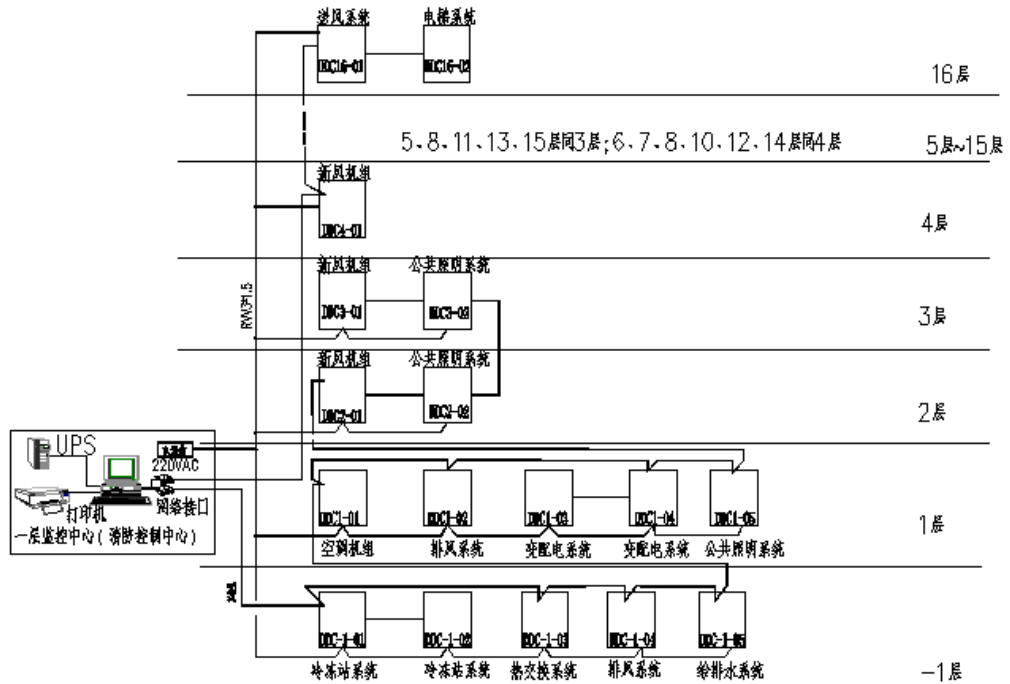 送风系统 电梯系统
DDC16-01 DDC16-02
16层
5、8、11、13、15层同3层;6、7、8、10、12、14层同4层
5层~15层
新风机组
DDC4-01
4层
新风机组 公共照明系统
DDC3-01 DDC3-02
RVV3*1.5
3层
新风机组 公共照明系统
DDC2-01 DDC2-02
2层
UPS
220VAC
打印机
网络接口
一层监控中心(消防控制中心)
DDC1-01 DDC1-02 DDC1-03 DDC1-04 DDC1-05
空调机组 排风系统 变配电系统 变配电系统 公共照明系统
1层
DDC-1-01 DDC-1-02 DDC-1-03 DDC-1-04 DDC-1-05
冷冻站系统 冷冻站系统 热交换系统 排风系统 给排水系统
-1层